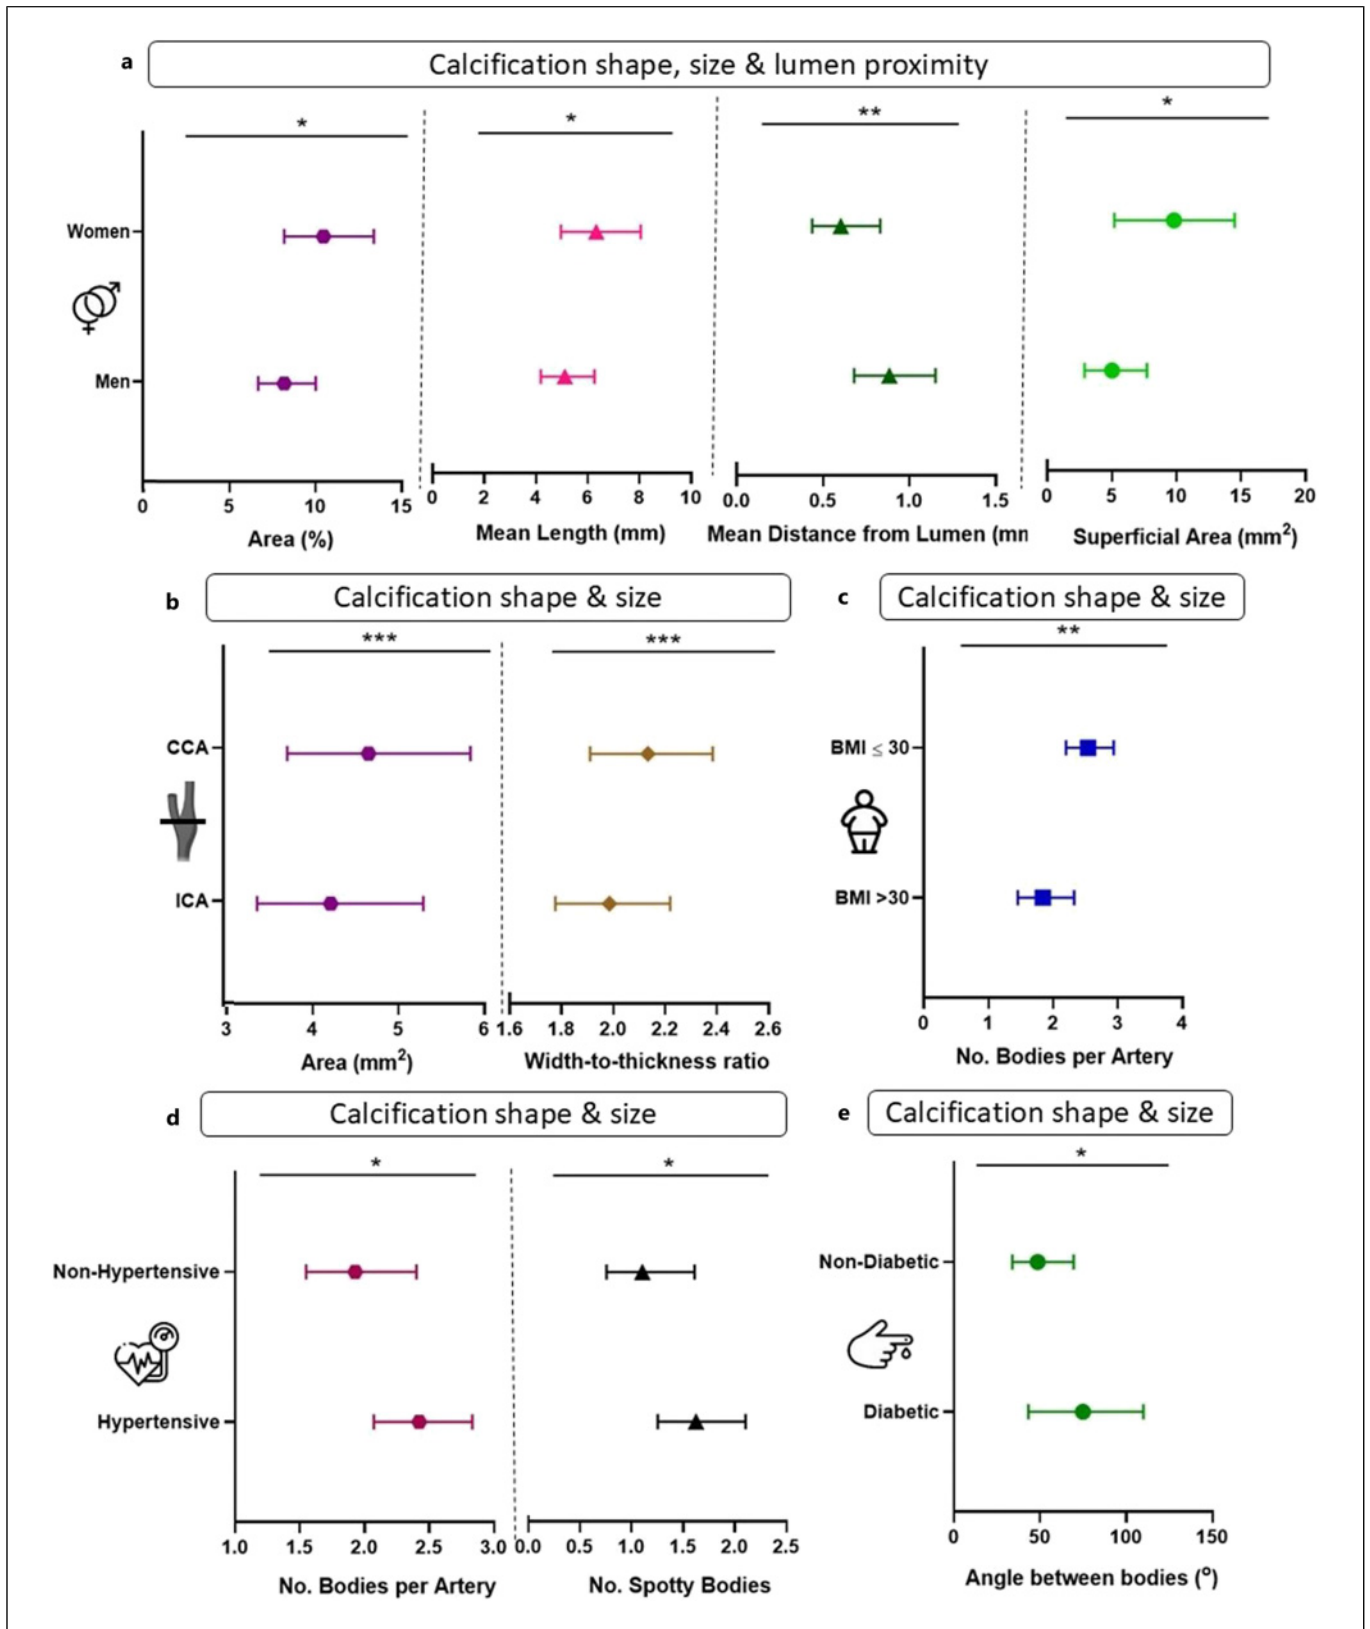 a Calcification shape, size & lumen proximity
* * ** *
Women
Men
0 5 10 15
0 2 4 6 8 10
0.0 0.5 1.0 1.5
0 5 10 15 20
Area (%)
Mean Length (mm)
Mean Distance from Lumen (mm
Superficial Area (mm²)
b Calcification shape & size
*** ***
CCA
ICA
3 4 5 6
1.6 1.8 2.0 2.2 2.4 2.6
Area (mm²)
Width-to-thickness ratio
c Calcification shape & size
**
BMI ≤ 30
BMI >30
0 1 2 3 4
No. Bodies per Artery
d Calcification shape & size
* *
Non-Hypertensive
Hypertensive
1.0 1.5 2.0 2.5 3.0
0.0 0.5 1.0 1.5 2.0 2.5
No. Bodies per Artery
No. Spotty Bodies
e Calcification shape & size
*
Non-Diabetic
Diabetic
0 50 100 150
Angle between bodies (°)